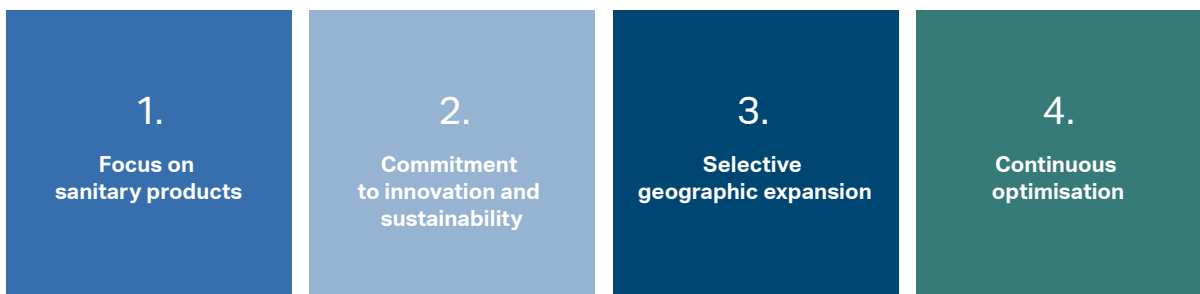 1.
Focus on
sanitary products
2.
Commitment
to innovation and
sustainability
3.
Selective
geographic expansion
4.
Continuous
optimisation